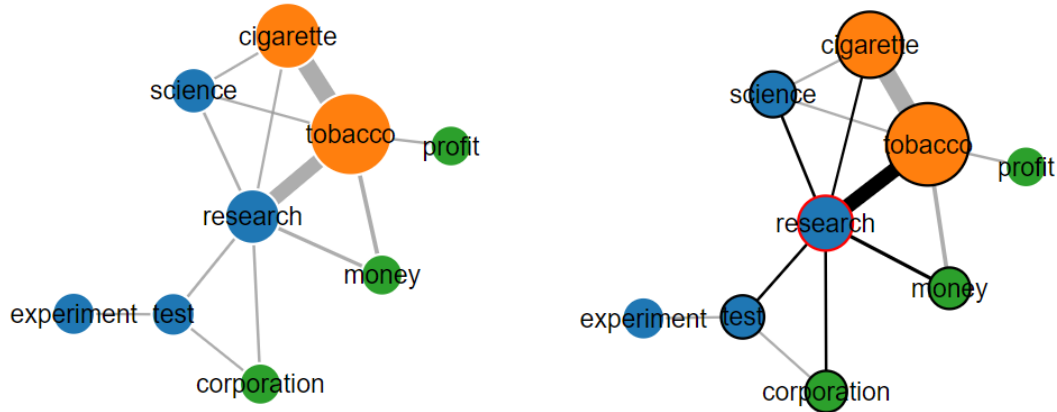 cigarette
science
tobacco
profit
research
money
experiment
test
corporation
cigarette
science
tobacco
profit
research
money
experiment
test
corporation